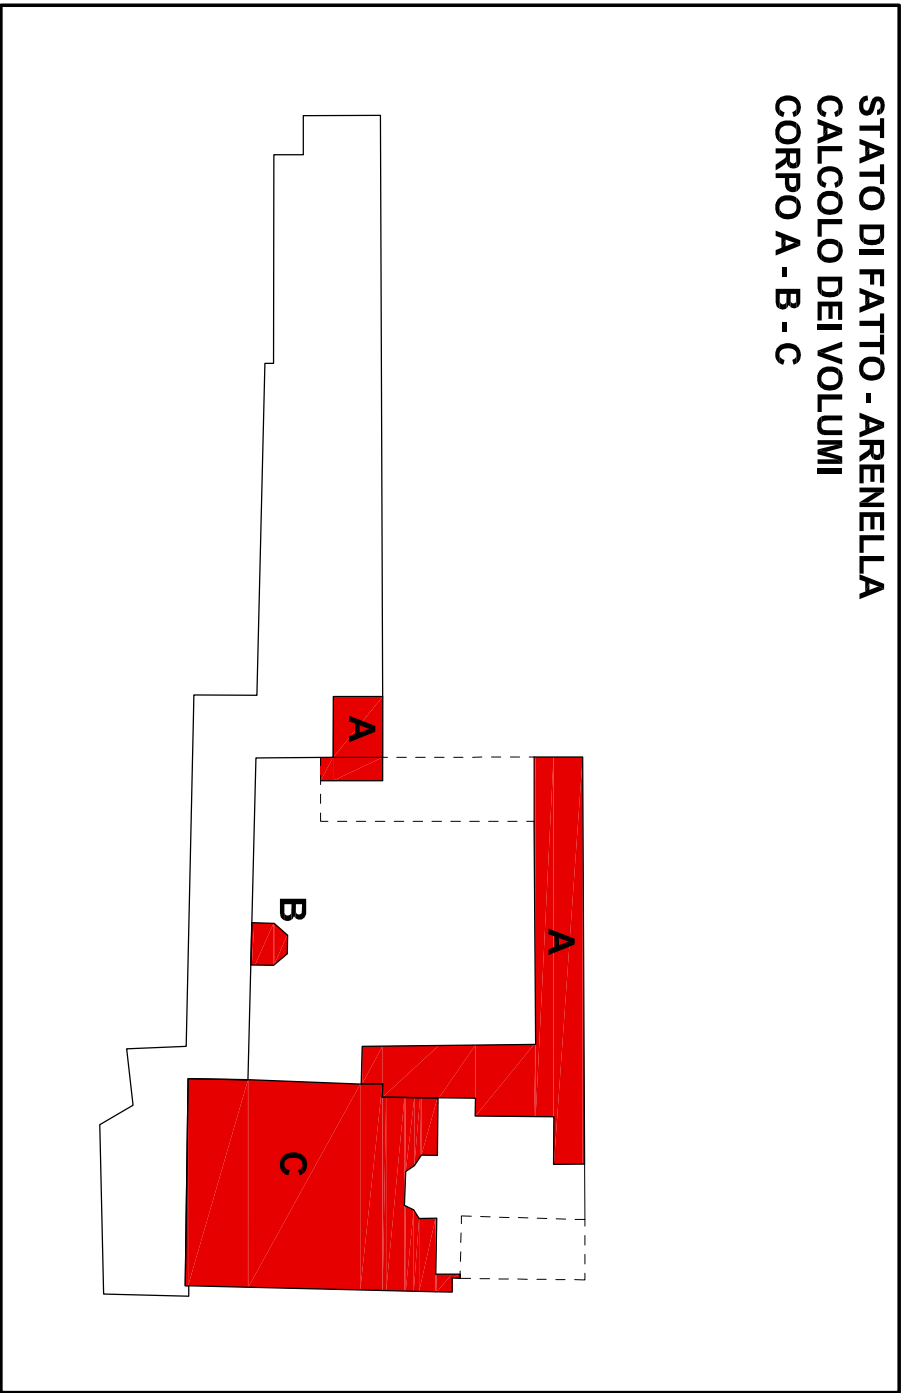 STATO DI FATTO - ARENELLA
CALCOLO DEI VOLUMI
CORPO A - B - C
A
A
B
C